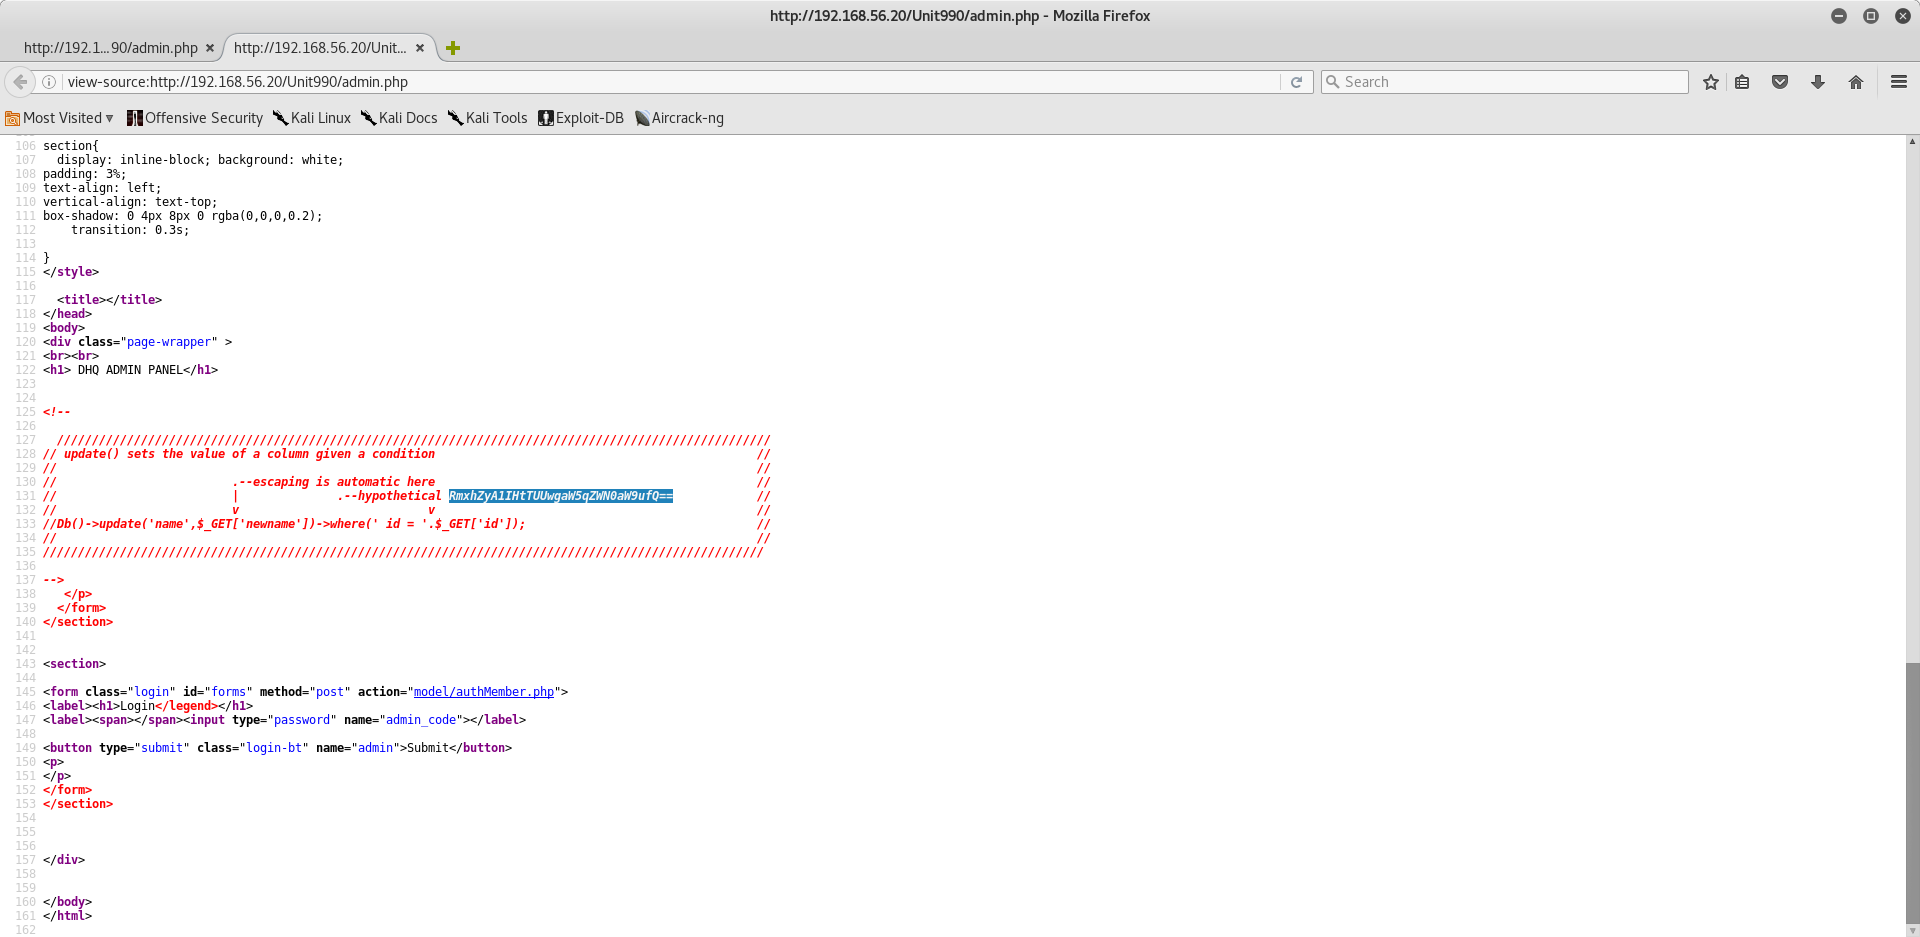 http://192.168.56.20/Unit990/admin.php - Mozilla Firefox
http://192.1...90/admin.php × http://192.168.56.20/Unit... ×
view-source:http://192.168.56.20/Unit990/admin.php Search
Most Visited Offensive Security Kali Linux Kali Docs Kali Tools Exploit-DB Aircrack-ng
106 section{
107   display: inline-block; background: white;
108 padding: 3%;
109 text-align: left;
110 vertical-align: text-top;
111 box-shadow: 0 4px 8px 0 rgba(0,0,0,0.2);
112     transition: 0.3s;
113
114 }
115 </style>
116
117   <title></title>
118 </head>
119 <body>
120 <div class="page-wrapper" >
121 <br><br>
122 <h1> DHQ ADMIN PANEL</h1>
123
124
125 <!--
126
127   //////////////////////////////////////////////////////////////////////////////////////////////////////
128 // update() sets the value of a column given a condition                                              //
129 //                                                                                                    //
130 //                         .--escaping is automatic here                                              //
131 //                         |              .--hypothetical RmxhZyA1IHtTUUwgaW5qZWN0aW9ufQ==            //
132 //                         v                           v                                              //
133 //Db()->update('name',$_GET['newname'])->where(' id = '.$_GET['id']);                                 //
134 //                                                                                                    //
135 ///////////////////////////////////////////////////////////////////////////////////////////////////////
136
137 -->
138    </p>
139   </form>
140 </section>
141
142
143 <section>
144
145 <form class="login" id="forms" method="post" action="model/authMember.php">
146 <label><h1>Login</legend></h1>
147 <label><span></span><input type="password" name="admin_code"></label>
148
149 <button type="submit" class="login-bt" name="admin">Submit</button>
150 <p>
151 </p>
152 </form>
153 </section>
154
155
156
157 </div>
158
159
160 </body>
161 </html>
162